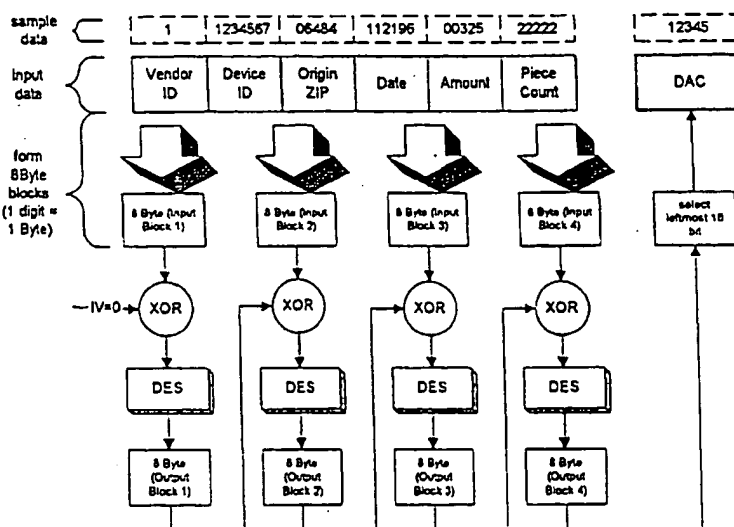 sample
data
1 1234567 06484 112196 00325 22222 12345
Input
data
Vendor
ID
Device
ID
Origin
ZIP
Date
Amount
Piece
Count
DAC
form
8Byte
blocks
(1 digit =
1 Byte)
8 Byte (Input
Block 1)
8 Byte (Input
Block 2)
8 Byte (Input
Block 3)
8 Byte (Input
Block 4)
select
leftmost 16
bit
IV=0
XOR
XOR
XOR
XOR
DES
DES
DES
DES
8 Byte
(Output
Block 1)
8 Byte
(Output
Block 2)
8 Byte
(Output
Block 3)
8 Byte
(Output
Block 4)